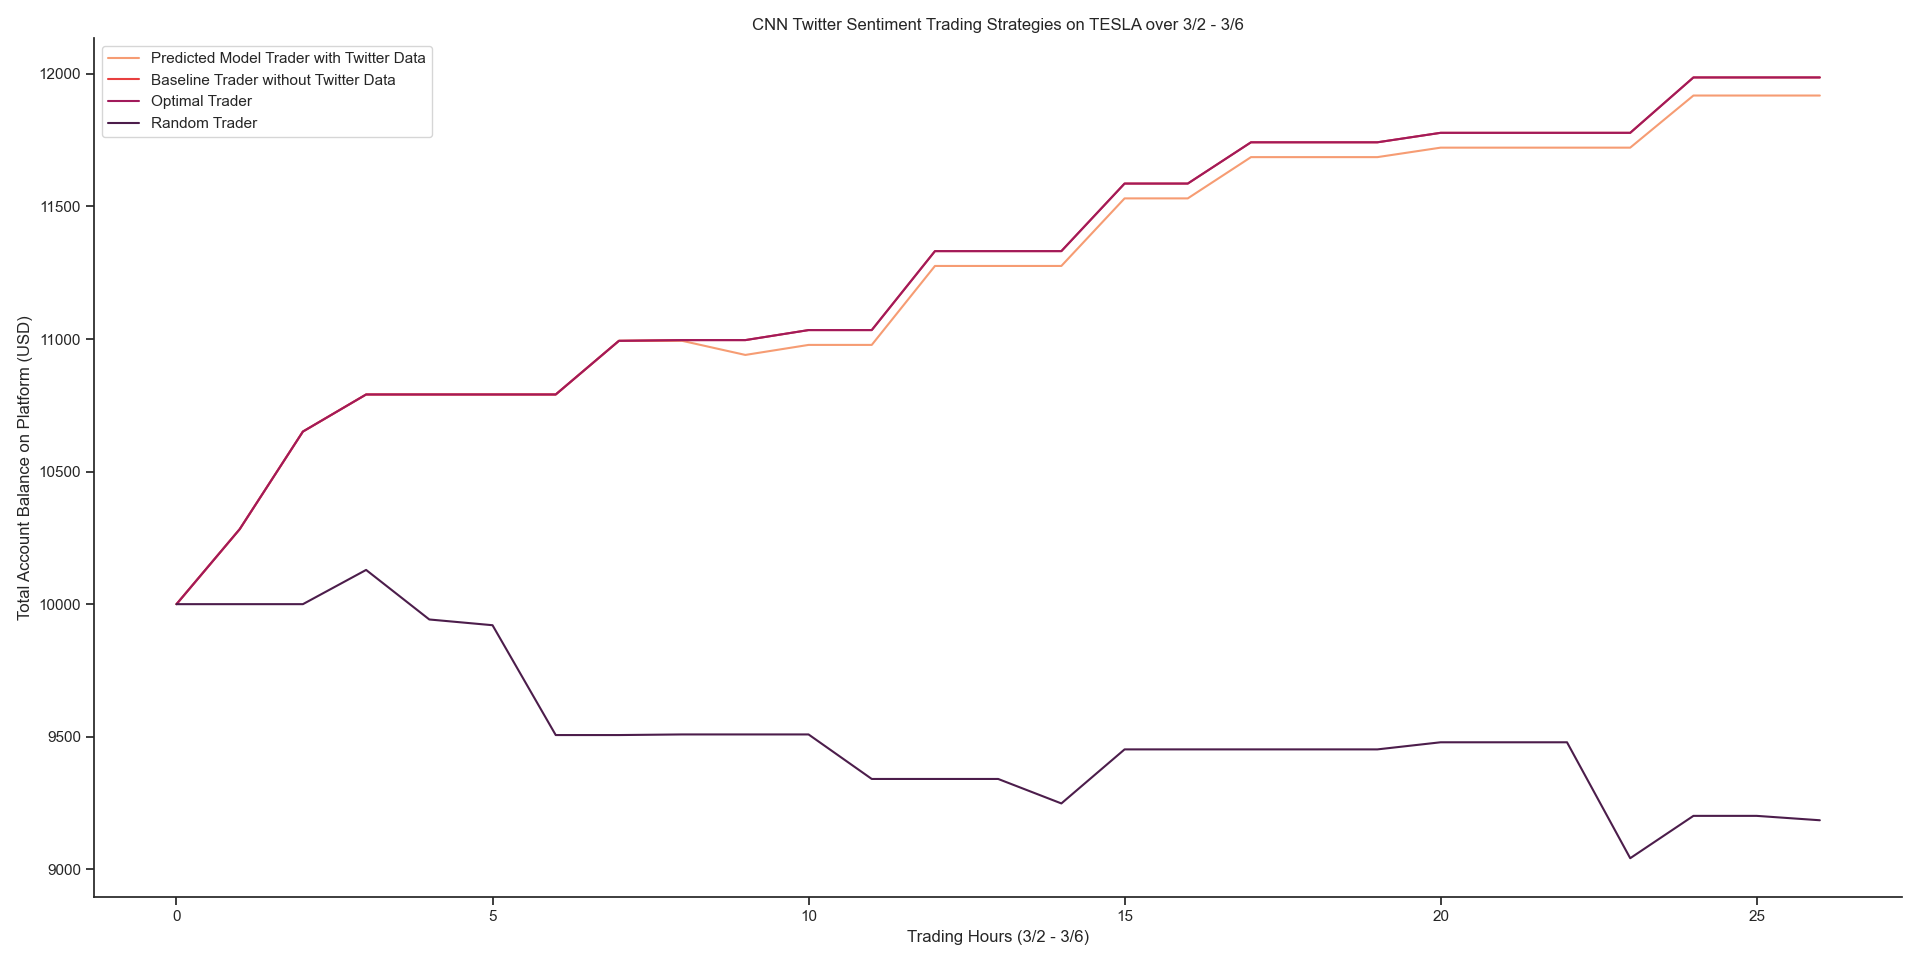 CNN Twitter Sentiment Trading Strategies on TESLA over 3/2 - 3/6
Predicted Model Trader with Twitter Data
Baseline Trader without Twitter Data
Optimal Trader
Random Trader
Total Account Balance on Platform (USD)
12000
11500
11000
10500
10000
9500
9000
0 5 10 15 20 25
Trading Hours (3/2 - 3/6)